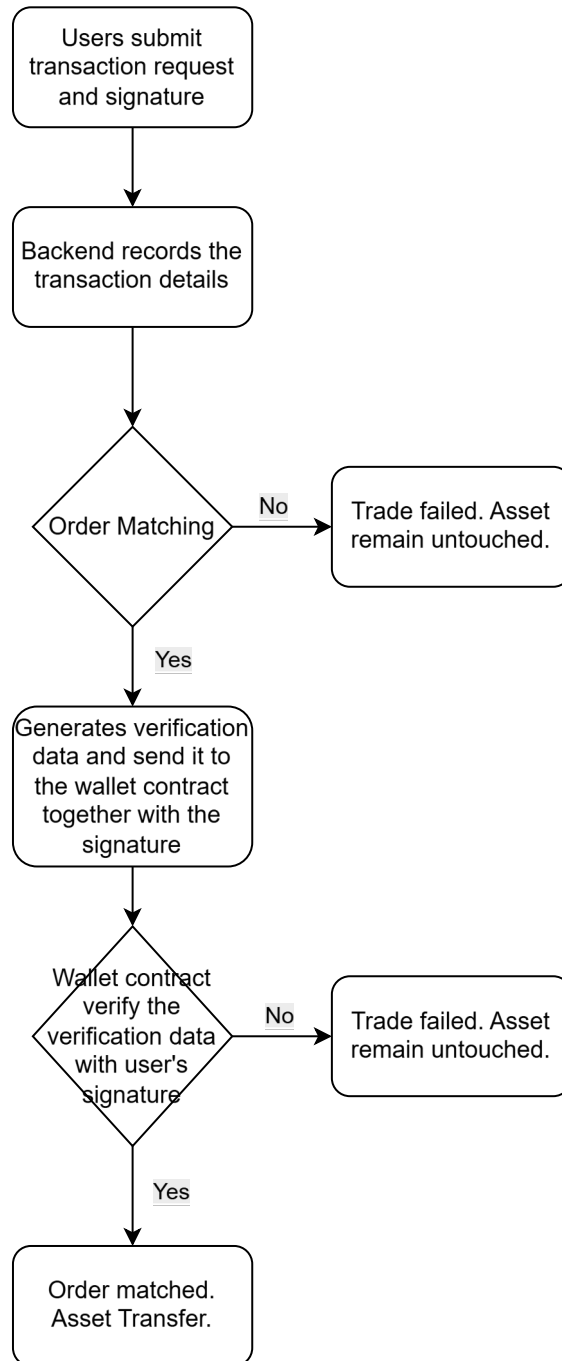 Users submit
transaction request
and signature
Backend records the
transaction details
Order Matching
No
Trade failed. Asset
remain untouched.
Yes
Generates verification
data and send it to
the wallet contract
together with the
signature
Wallet contract
verify the
verification data
with user's
signature
No
Trade failed. Asset
remain untouched.
Yes
Order matched.
Asset Transfer.